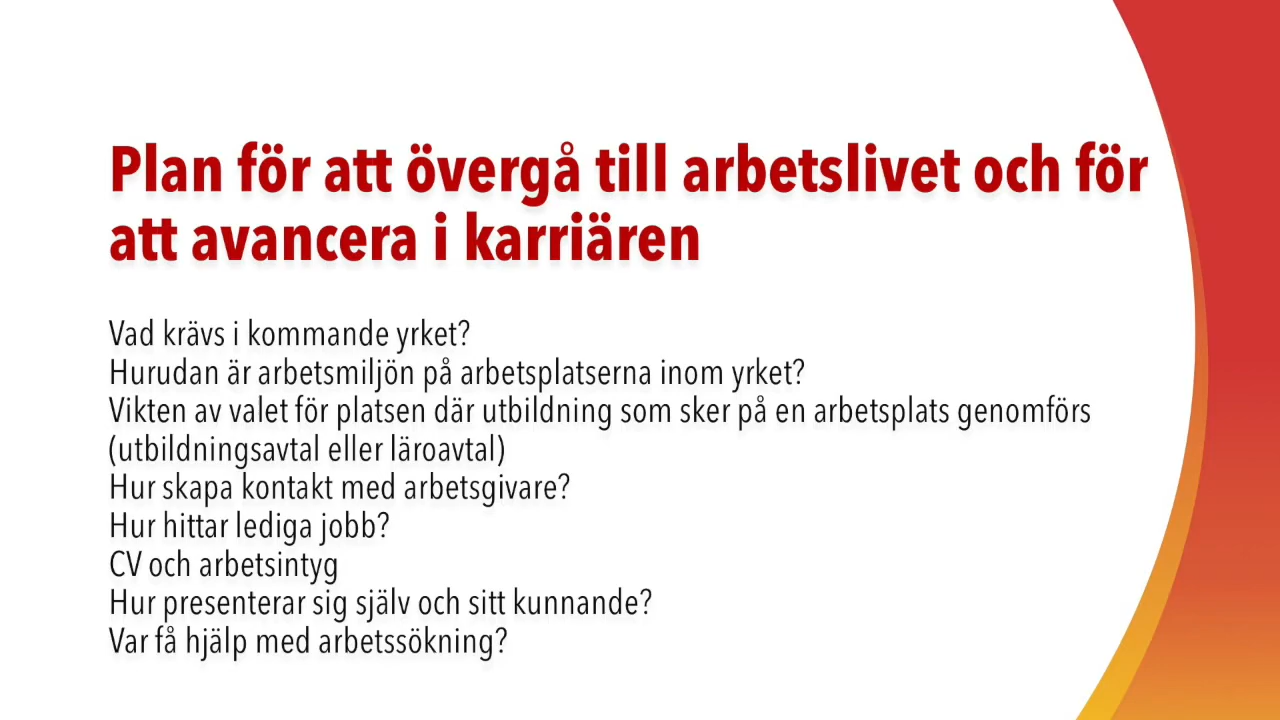 Plan för att övergå till arbetslivet och för
att avancera i karriären
Vad krävs i kommande yrket?
Hurudan är arbetsmiljön på arbetsplatserna inom yrket?
Vikten av valet för platsen där utbildning som sker på en arbetsplats genomförs
(utbildningsavtal eller läroavtal)
Hur skapa kontakt med arbetsgivare?
Hur hittar lediga jobb?
CV och arbetsintyg
Hur presenterar sig själv och sitt kunnande?
Var få hjälp med arbetssökning?